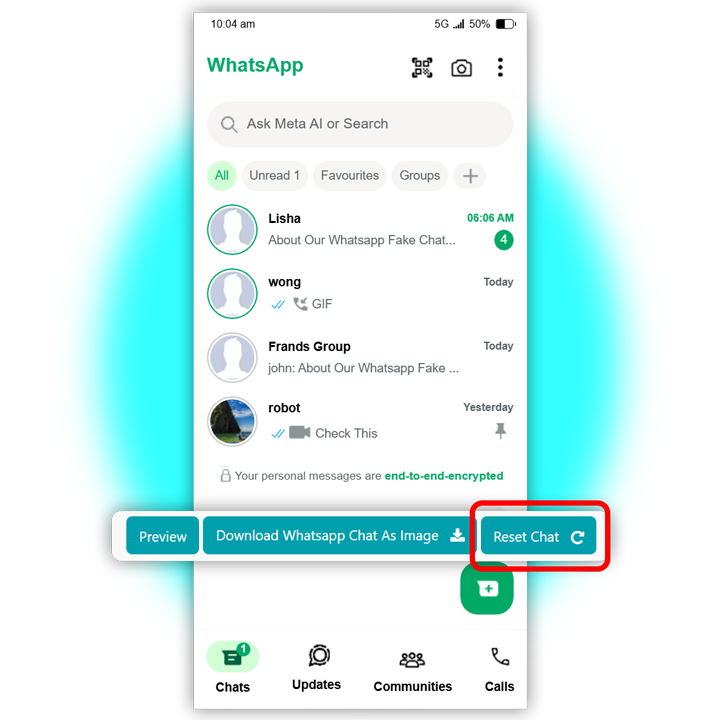 10:04 am 5G 50%
WhatsApp
Ask Meta AI or Search
All Unread 1 Favourites Groups
Lisha 06:06 AM
About Our Whatsapp Fake Chat... 4
wong Today
GIF
Frands Group Today
john: About Our Whatsapp Fake ...
robot Yesterday
Check This
Your personal messages are end-to-end-encrypted
Preview Download Whatsapp Chat As Image Reset Chat
1
Chats Updates Communities Calls